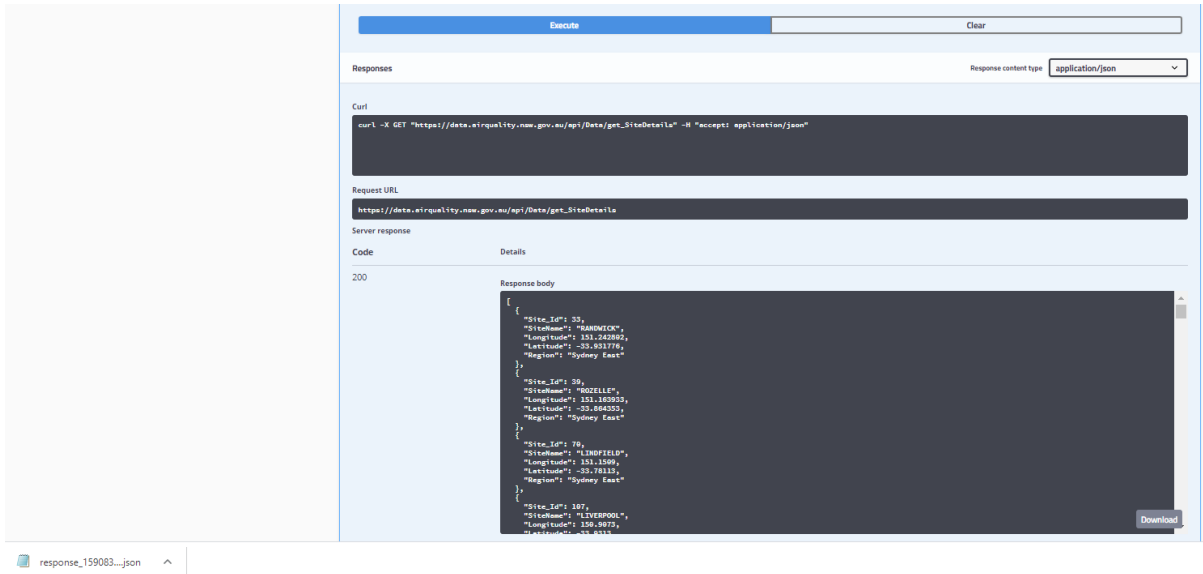 Execute Clear
Responses Response content type application/json
Curl
curl -X GET "https://data.airquality.nsw.gov.au/api/Data/get_SiteDetails" -H "accept: application/json"
Request URL
https://data.airquality.nsw.gov.au/api/Data/get_SiteDetails
Server response
Code Details
200
Response body
[
{
"Site_Id": 33,
"SiteName": "RANDWICK",
"Longitude": 151.242802,
"Latitude": -33.931776,
"Region": "Sydney East"
},
{
"Site_Id": 39,
"SiteName": "ROZELLE",
"Longitude": 151.163933,
"Latitude": -33.864353,
"Region": "Sydney East"
},
{
"Site_Id": 70,
"SiteName": "LINDFIELD",
"Longitude": 151.1509,
"Latitude": -33.78113,
"Region": "Sydney East"
},
{
"Site_Id": 107,
"SiteName": "LIVERPOOL",
"Longitude": 150.9073,
"Latitude": -33.9313,
Download
response_159083....json